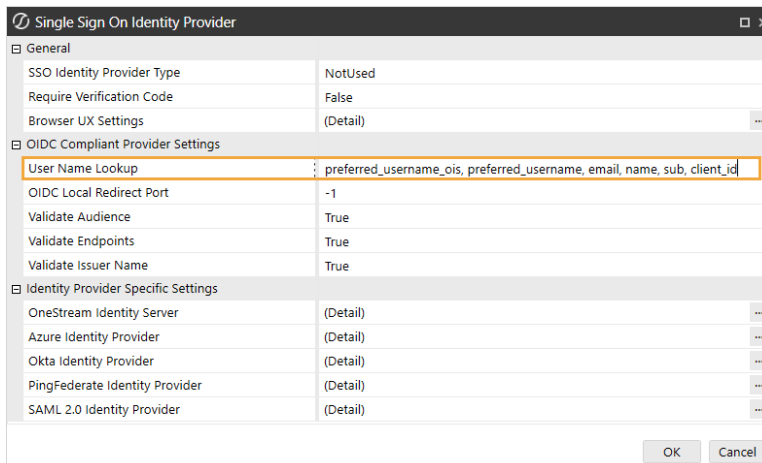 Single Sign On Identity Provider
General
SSO Identity Provider Type NotUsed
Require Verification Code False
Browser UX Settings (Detail) ...
OIDC Compliant Provider Settings
User Name Lookup preferred_username_ois, preferred_username, email, name, sub, client_id
OIDC Local Redirect Port -1
Validate Audience True
Validate Endpoints True
Validate Issuer Name True
Identity Provider Specific Settings
OneStream Identity Server (Detail) ...
Azure Identity Provider (Detail) ...
Okta Identity Provider (Detail) ...
PingFederate Identity Provider (Detail) ...
SAML 2.0 Identity Provider (Detail) ...
OK Cancel